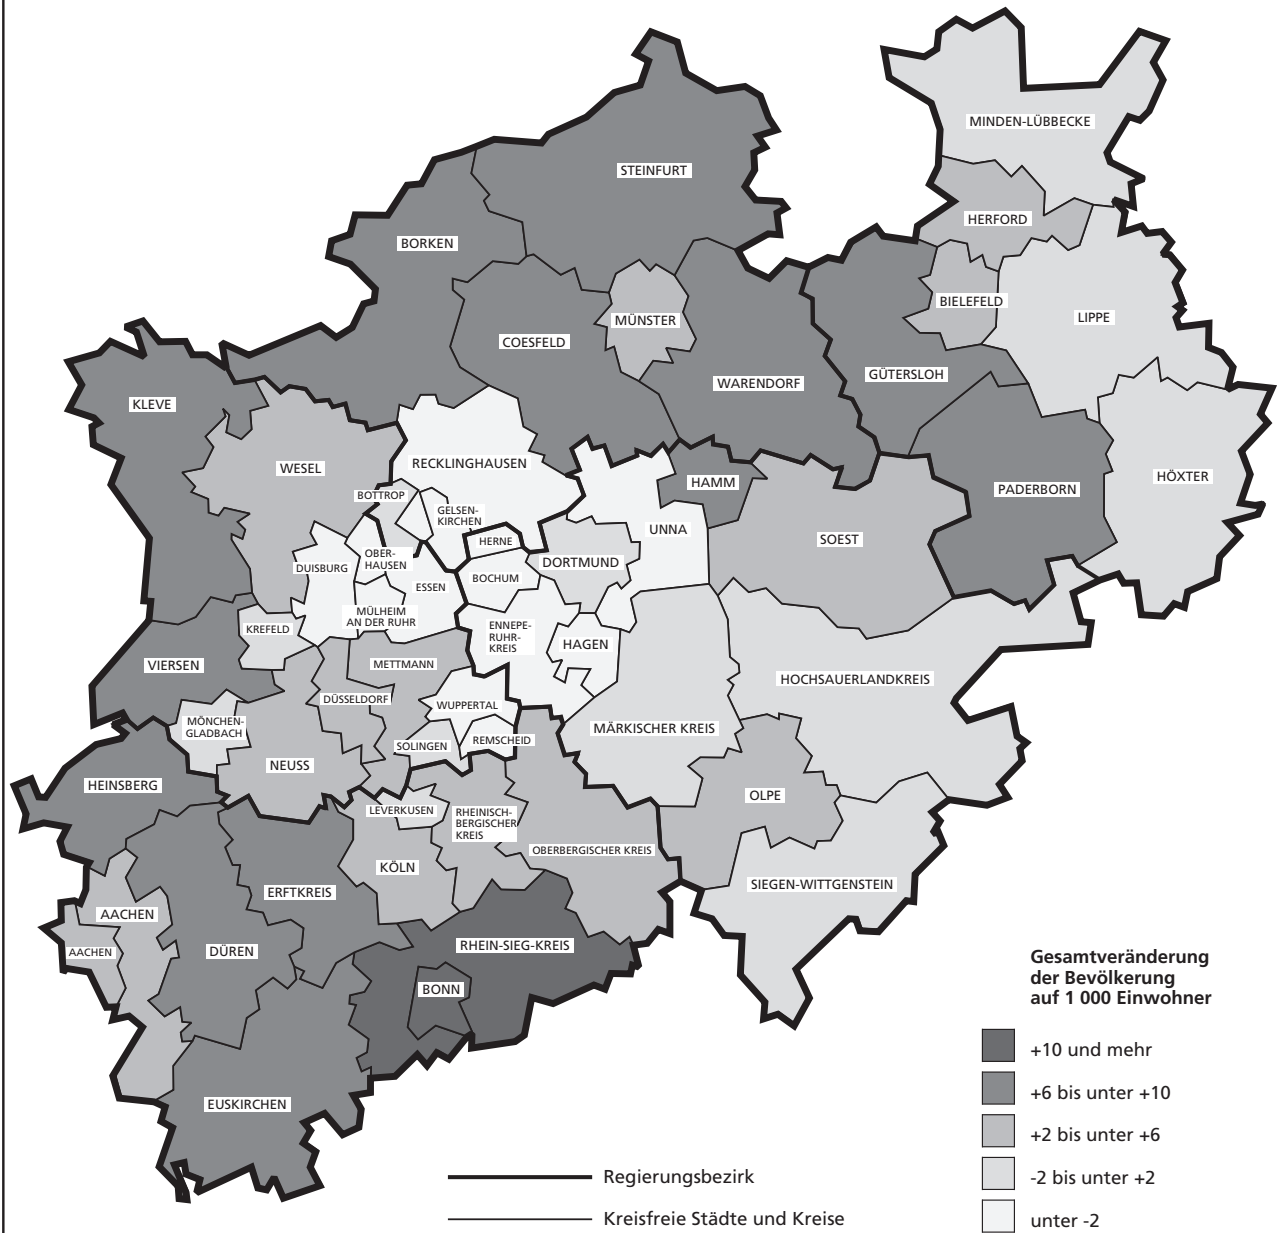 MINDEN-LÜBBECKE
STEINFURT
HERFORD
BORKEN
BIELEFELD
LIPPE
MÜNSTER
COESFELD
GÜTERSLOH
WARENDORF
KLEVE
RECKLINGHAUSEN
WESEL
HÖXTER
HAMM
PADERBORN
BOTTROP
GELSEN-
KIRCHEN
UNNA
SOEST
HERNE
OBER-
HAUSEN
DORTMUND
DUISBURG
BOCHUM
ESSEN
MÜLHEIM
AN DER RUHR
KREFELD
ENNEPE-
RUHR-
KREIS
HAGEN
VIERSEN
METTMANN
HOCHSAUERLANDKREIS
DÜSSELDORF
WUPPERTAL
MÖNCHEN-
GLADBACH
MÄRKISCHER KREIS
SOLINGEN
REMSCHEID
NEUSS
HEINSBERG
OLPE
LEVERKUSEN
RHEINISCH-
BERGISCHER
KREIS
OBERBERGISCHER KREIS
KÖLN
SIEGEN-WITTGENSTEIN
ERFTKREIS
AACHEN
RHEIN-SIEG-KREIS
DÜREN
AACHEN
BONN
EUSKIRCHEN
Gesamtveränderung
der Bevölkerung
auf 1 000 Einwohner
+10 und mehr
+6 bis unter +10
+2 bis unter +6
-2 bis unter +2
unter -2
Regierungsbezirk
Kreisfreie Städte und Kreise